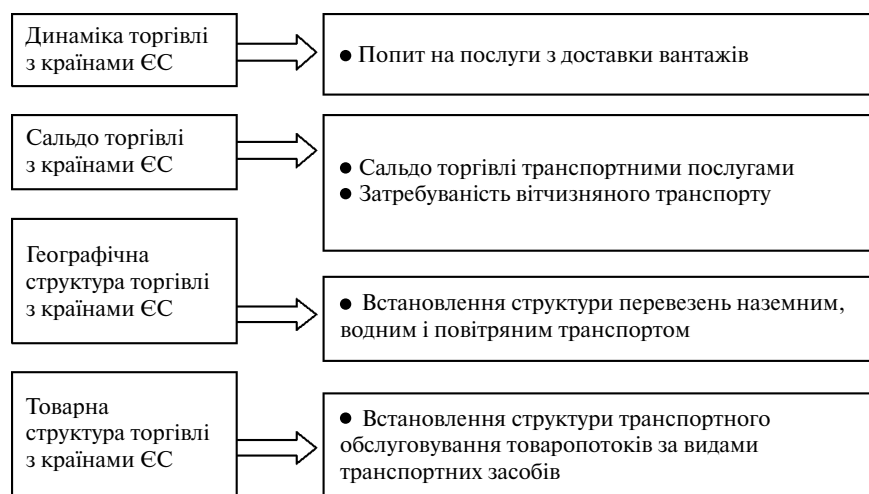 Динаміка торгівлі
з країнами ЄС
● Попит на послуги з доставки вантажів
Сальдо торгівлі
з країнами ЄС
● Сальдо торгівлі транспортними послугами
● Затребуваність вітчизняного транспорту
Географічна
структура торгівлі
з країнами ЄС
● Встановлення структури перевезень наземним,
водним і повітряним транспортом
Товарна
структура торгівлі
з країнами ЄС
● Встановлення структури транспортного
обслуговування товаропотоків за видами
транспортних засобів